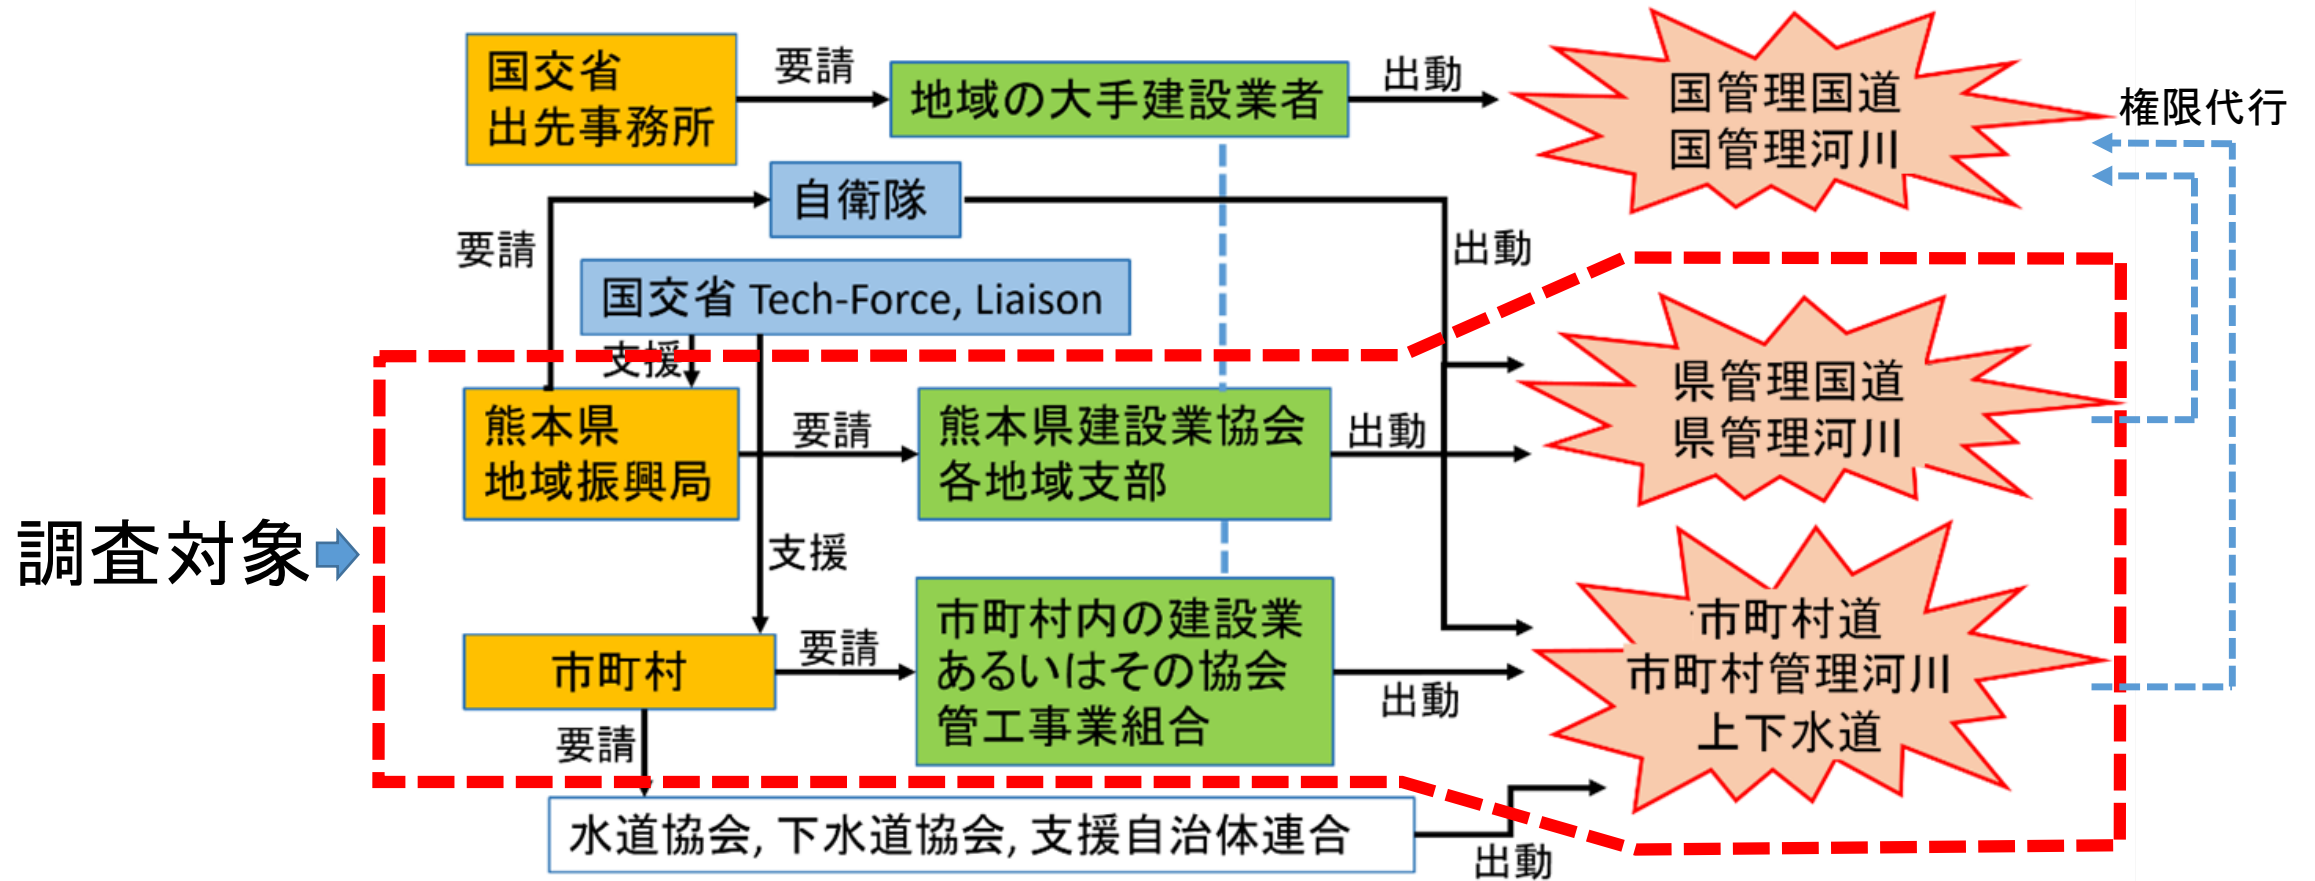 国交省
出先事務所
要請
地域の大手建設業者
出動
国管理国道
国管理河川
権限代行
自衛隊
要請
出動
国交省 Tech-Force, Liaison
支援
熊本県
地域振興局
要請
熊本県建設業協会
各地域支部
出動
県管理国道
県管理河川
調査対象
支援
市町村
要請
市町村内の建設業
あるいはその協会
管工事業組合
出動
市町村道
市町村管理河川
上下水道
要請
水道協会, 下水道協会, 支援自治体連合
出動